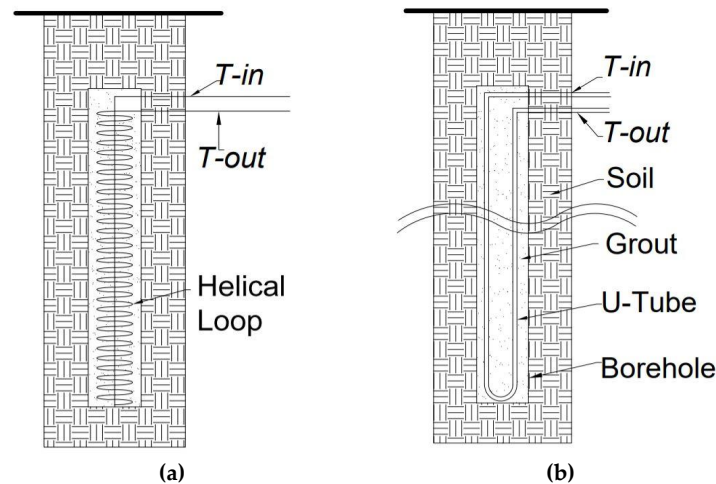 T-in
T-out
Helical
Loop
(a)
T-in
T-out
Soil
Grout
U-Tube
Borehole
(b)